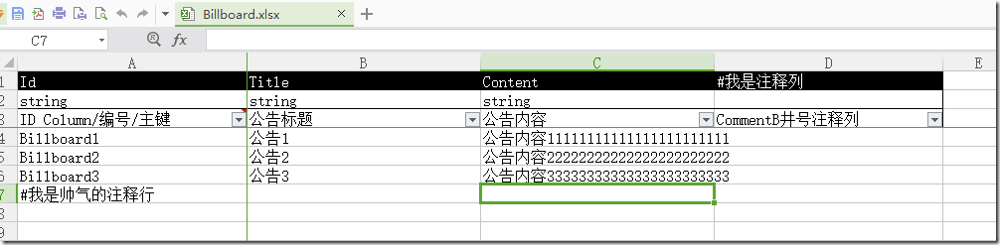 Billboard.xlsx
C7
fx
A B C D E
1 Id Title Content #我是注释列
2 string string string
3 ID Column/编号/主键 公告标题 公告内容 CommentB井号注释列
4 Billboard1 公告1 公告内容11111111111111111111111
5 Billboard2 公告2 公告内容22222222222222222222222
6 Billboard3 公告3 公告内容33333333333333333333333
7 #我是帅气的注释行
8
9